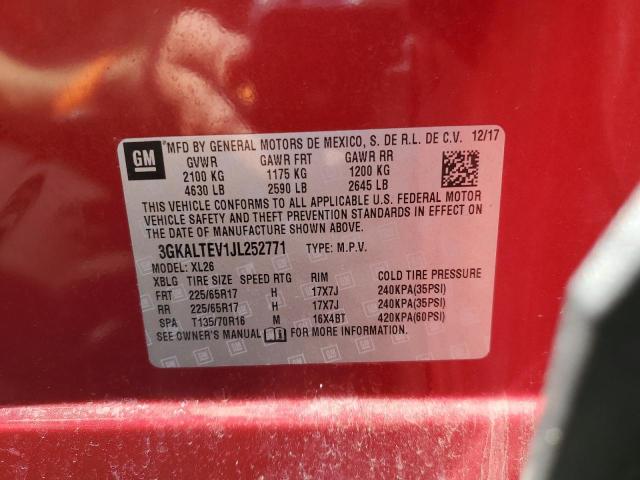 GM
MFD BY GENERAL MOTORS DE MEXICO, S. DE R.L. DE C.V. 12/17
GVWR GAWR FRT GAWR RR
2100 KG 1175 KG 1200 KG
4630 LB 2590 LB 2645 LB
THIS VEHICLE CONFORMS TO ALL APPLICABLE U.S. FEDERAL MOTOR
VEHICLE SAFETY AND THEFT PREVENTION STANDARDS IN EFFECT ON
THE DATE OF MANUFACTURE SHOWN ABOVE.
3GKALTEV1JL252771 TYPE: M.P.V.
MODEL: XL26
XBLG TIRE SIZE SPEED RTG RIM COLD TIRE PRESSURE
FRT 225/65R17 H 17X7J 240KPA(35PSI)
RR 225/65R17 H 17X7J 240KPA(35PSI)
SPA T135/70R16 M 16X4BT 420KPA(60PSI)
SEE OWNER'S MANUAL FOR MORE INFORMATION.